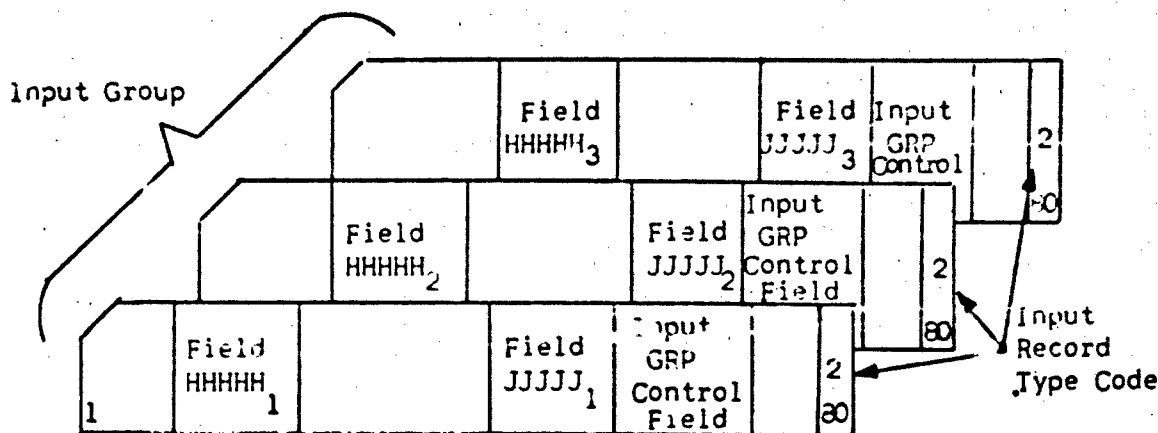 Input Group
Field
HHHHH3
Field
JJJJJ3
Input
GRP
Control
2
80
Field
HHHHH2
Field
JJJJJ2
Input
GRP
Control
Field
2
80
Field
HHHHH1
Field
JJJJJ1
Input
GRP
Control
Field
2
1
80
Input
Record
Type Code